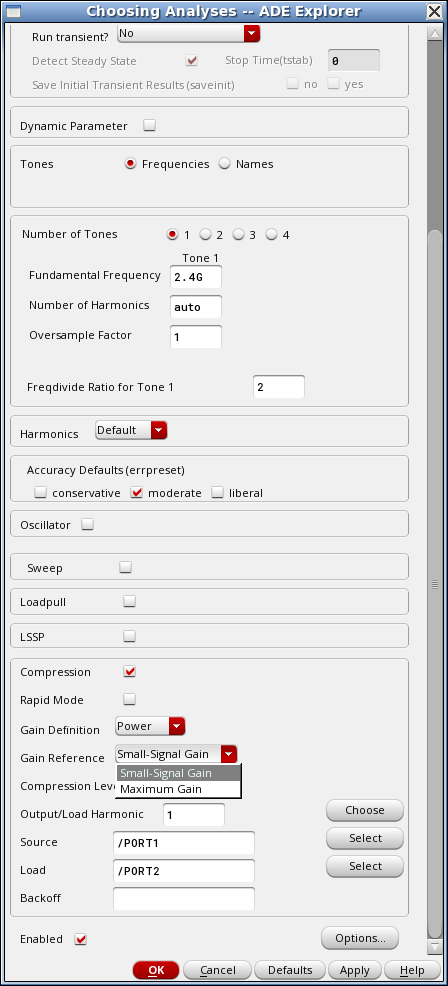 Choosing Analyses -- ADE Explorer
Run transient? No
Detect Steady State Stop Time(tstab) 0
Save Initial Transient Results (saveinit) no yes
Dynamic Parameter
Tones Frequencies Names
Number of Tones 1 2 3 4
Tone 1
Fundamental Frequency 2.4G
Number of Harmonics auto
Oversample Factor 1
Freqdivide Ratio for Tone 1 2
Harmonics Default
Accuracy Defaults (errpreset)
conservative moderate liberal
Oscillator
Sweep
Loadpull
LSSP
Compression
Rapid Mode
Gain Definition Power
Gain Reference Small-Signal Gain
Small-Signal Gain
Compression Maximum Gain
Output/Load Harmonic 1 Choose
Source /PORT1 Select
Load /PORT2 Select
Backoff
Enabled Options...
OK Cancel Defaults Apply Help